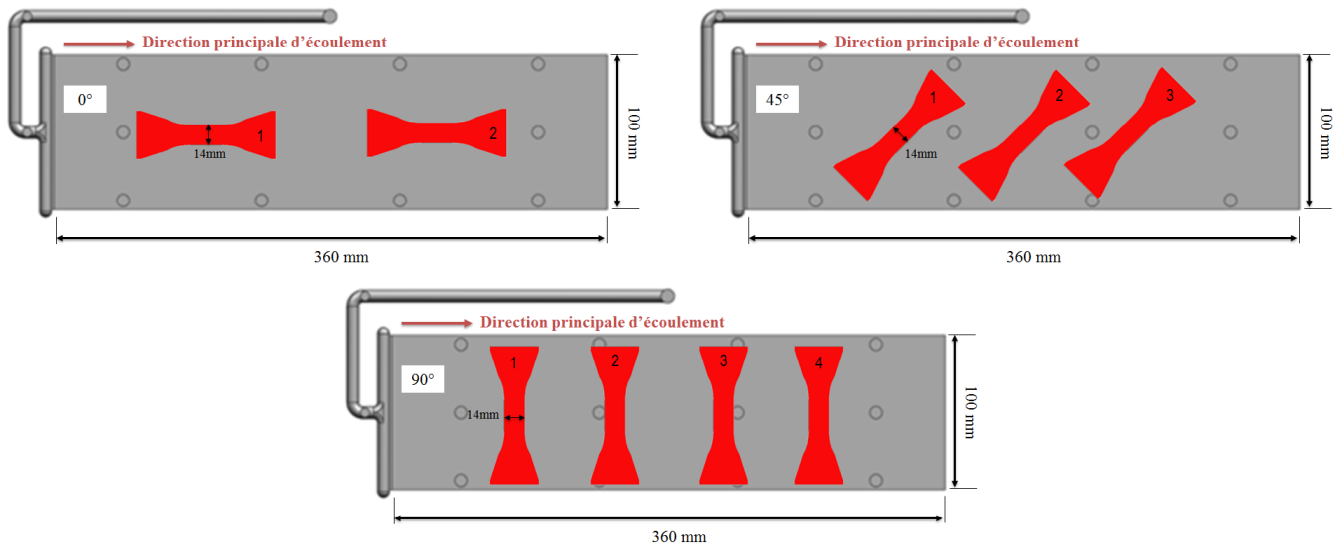 Direction principale d'écoulement
0°
1
2
14mm
100 mm
360 mm
Direction principale d'écoulement
45°
1
2
3
14mm
100 mm
360 mm
Direction principale d'écoulement
90°
1
2
3
4
14mm
100 mm
360 mm